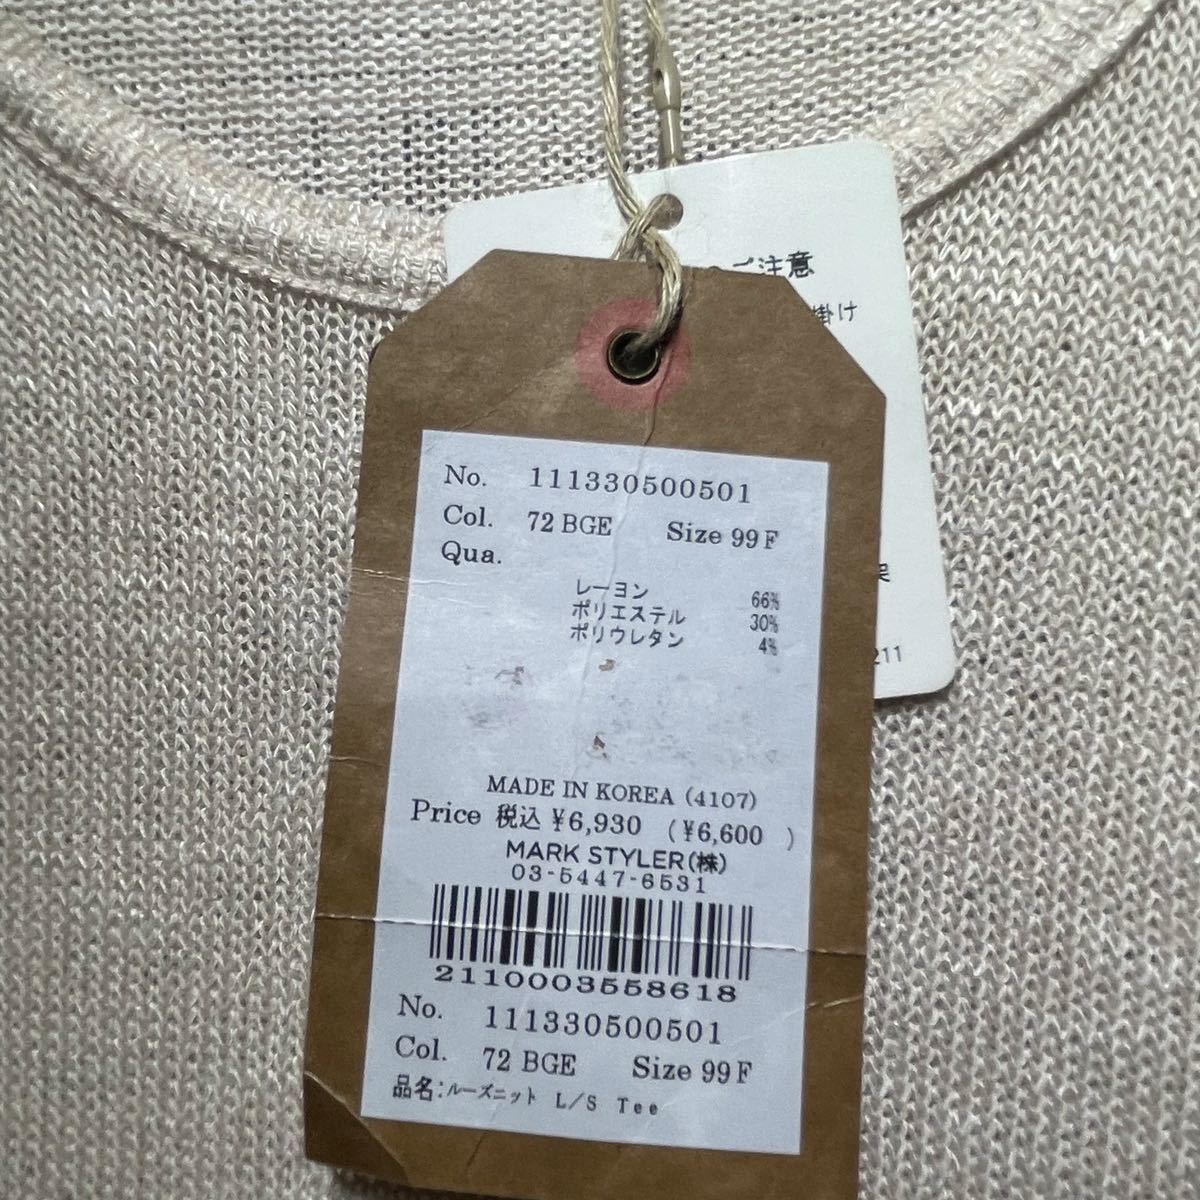 ご注意
掛け
211
No. 111330500501
Col. 72 BGE Size 99 F
Qua.
レーヨン 66%
ポリエステル 30%
ポリウレタン 4%
MADE IN KOREA (4107)
Price 税込 ¥6,930 (¥6,600 )
MARK STYLER(株)
03-5447-6531
2110003558618
No. 111330500501
Col. 72 BGE Size 99 F
品名:ルーズニット L/S Tee